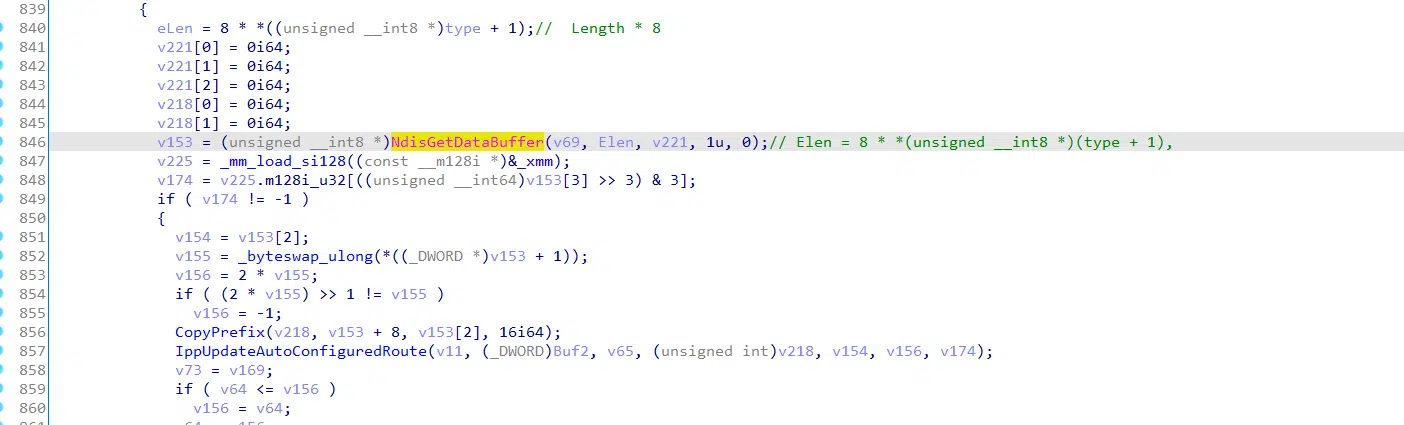 839 {
840 eLen = 8 * *((unsigned __int8 *)type + 1);//  Length * 8
841 v221[0] = 0i64;
842 v221[1] = 0i64;
843 v221[2] = 0i64;
844 v218[0] = 0i64;
845 v218[1] = 0i64;
846 v153 = (unsigned __int8 *)NdisGetDataBuffer(v69, Elen, v221, 1u, 0);// Elen = 8 * *(unsigned __int8 *)(type + 1),
847 v225 = _mm_load_si128((const __m128i *)&_xmm);
848 v174 = v225.m128i_u32[((unsigned __int64)v153[3] >> 3) & 3];
849 if ( v174 != -1 )
850 {
851 v154 = v153[2];
852 v155 = _byteswap_ulong(*((_DWORD *)v153 + 1));
853 v156 = 2 * v155;
854 if ( (2 * v155) >> 1 != v155 )
855 v156 = -1;
856 CopyPrefix(v218, v153 + 8, v153[2], 16i64);
857 IppUpdateAutoConfiguredRoute(v11, (_DWORD)Buf2, v65, (unsigned int)v218, v154, v156, v174);
858 v73 = v169;
859 if ( v64 <= v156 )
860 v156 = v64;